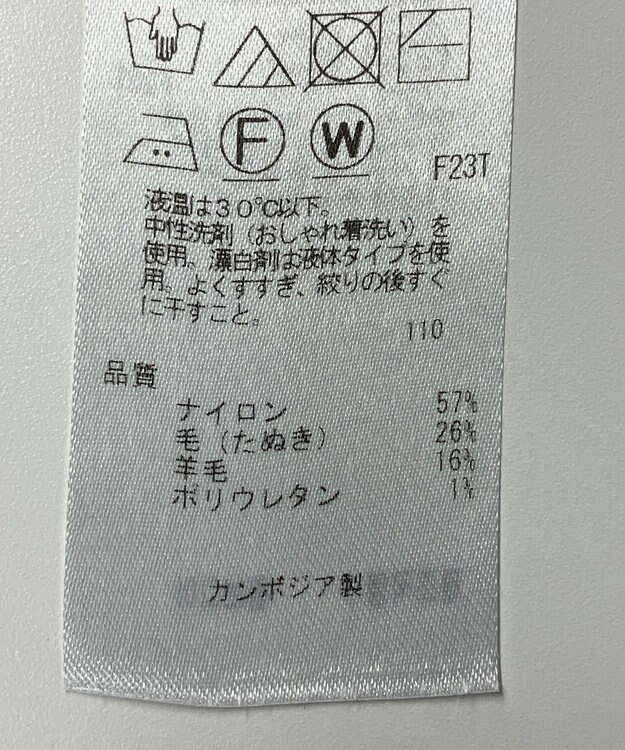 F
W
F23T
液温は30℃以下。
中性洗剤（おしゃれ着洗い）を
使用。漂白剤は液体タイプを使
用。よくすすぎ、絞りの後すぐ
に干すこと。
110
品質
ナイロン 57%
毛（たぬき） 26%
羊毛 16%
ポリウレタン 1%
カンボジア製